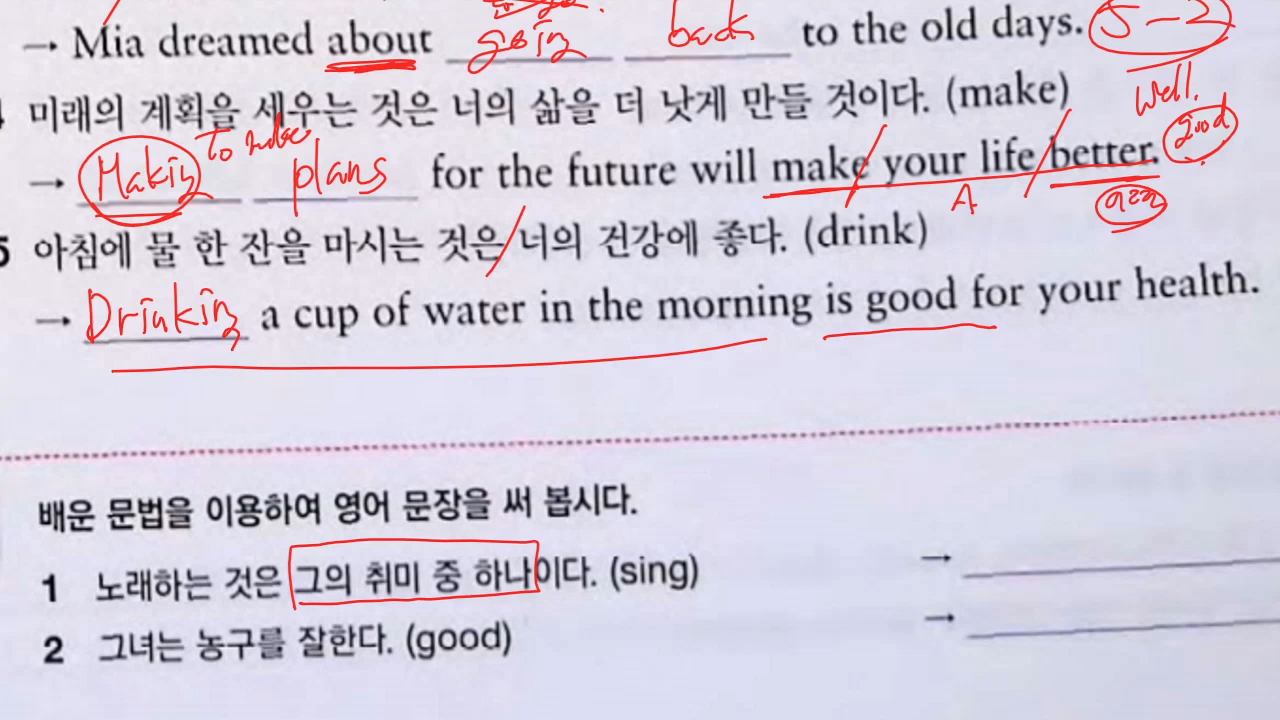 → Mia dreamed about going back to the old days. 5-2
미래의 계획을 세우는 것은 너의 삶을 더 낫게 만들 것이다. (make) well.
→ Making To make plans for the future will make your life better. good
A
5 아침에 물 한 잔을 마시는 것은 너의 건강에 좋다. (drink)
→ Drinking a cup of water in the morning is good for your health.
배운 문법을 이용하여 영어 문장을 써 봅시다.
1 노래하는 것은 그의 취미 중 하나이다. (sing) →
2 그녀는 농구를 잘한다. (good) →